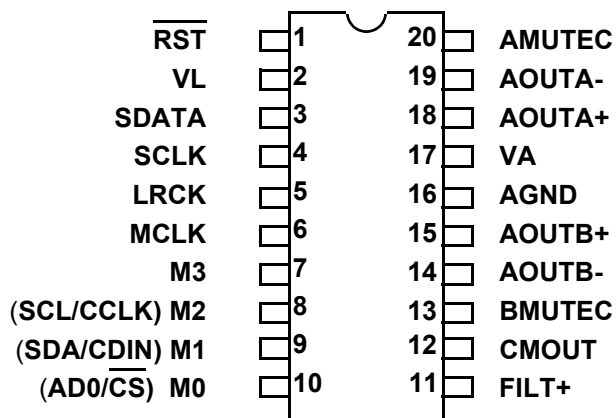 RST 1 20 AMUTEC
VL 2 19 AOUTA-
SDATA 3 18 AOUTA+
SCLK 4 17 VA
LRCK 5 16 AGND
MCLK 6 15 AOUTB+
M3 7 14 AOUTB-
(SCL/CCLK) M2 8 13 BMUTEC
(SDA/CDIN) M1 9 12 CMOUT
(AD0/CS) M0 10 11 FILT+